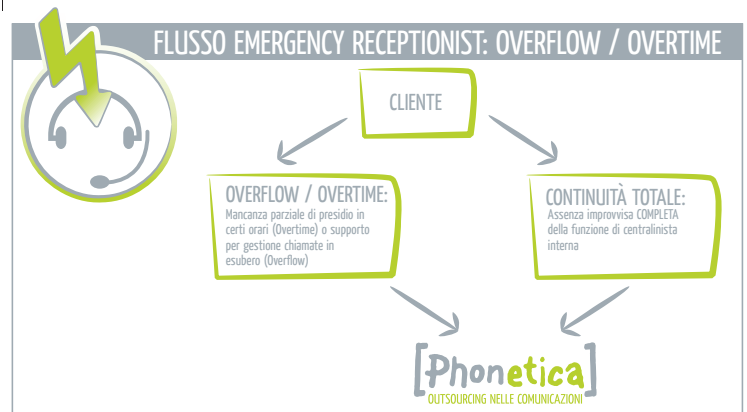 FLUSSO EMERGENCY RECEPTIONIST: OVERFLOW / OVERTIME
CLIENTE
OVERFLOW / OVERTIME:
Mancanza parziale di presidio in
certi orari (Overtime) o supporto
per gestione chiamate in
esubero (Overflow)
CONTINUITÀ TOTALE:
Assenza improvvisa COMPLETA
della funzione di centralinista
interna
[Phonetica]
OUTSOURCING NELLE COMUNICAZIONI